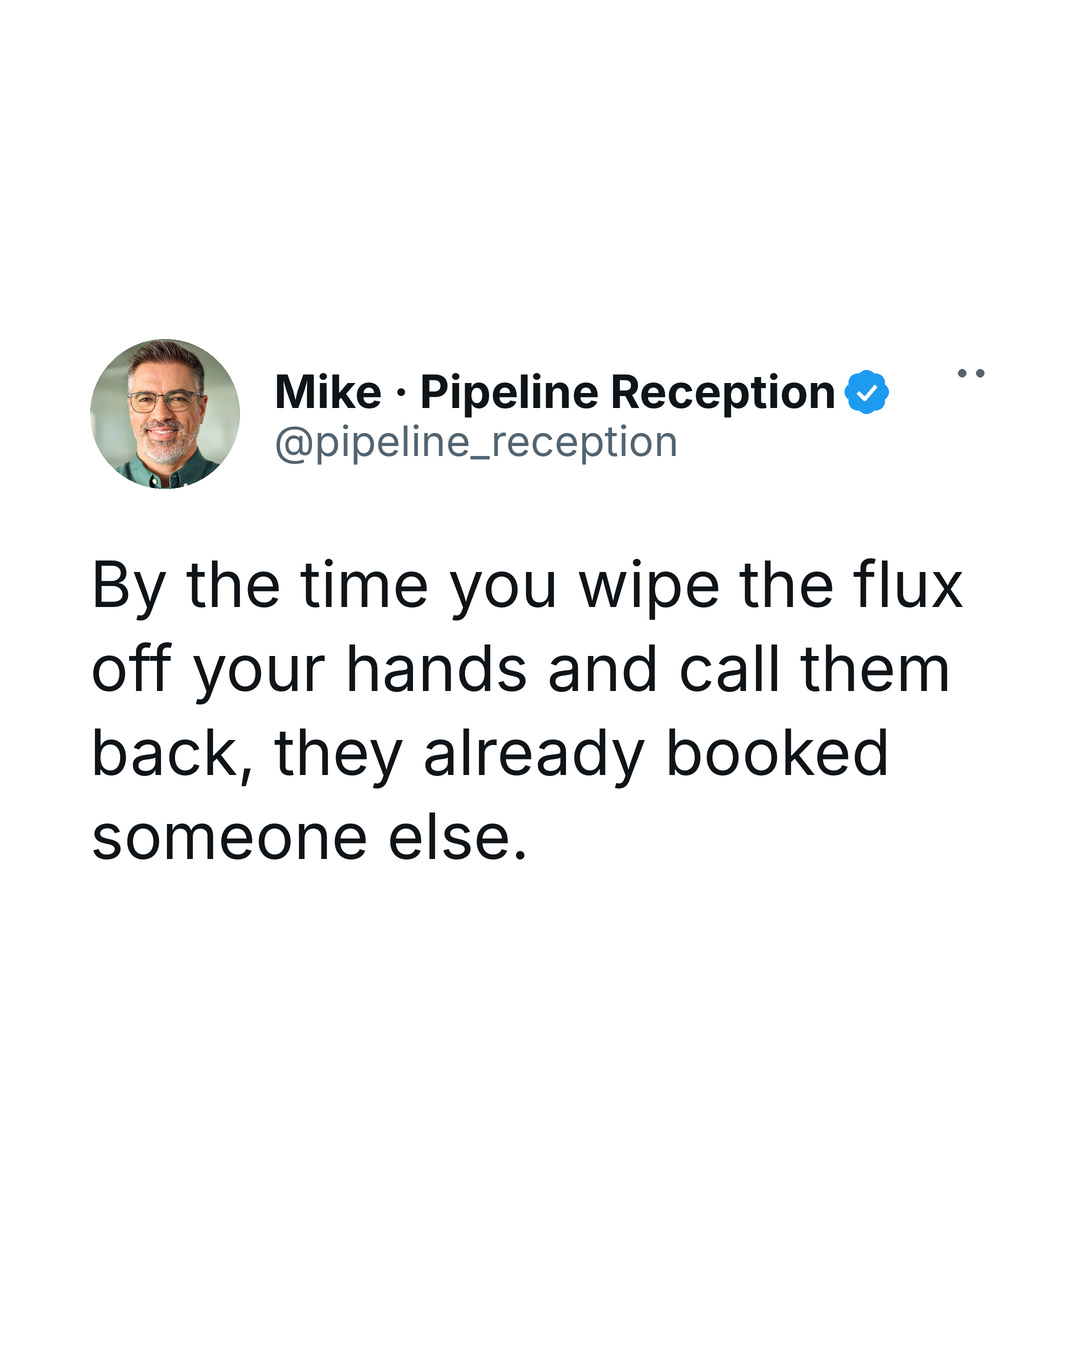 Mike · Pipeline Reception
@pipeline_reception
By the time you wipe the flux
off your hands and call them
back, they already booked
someone else.